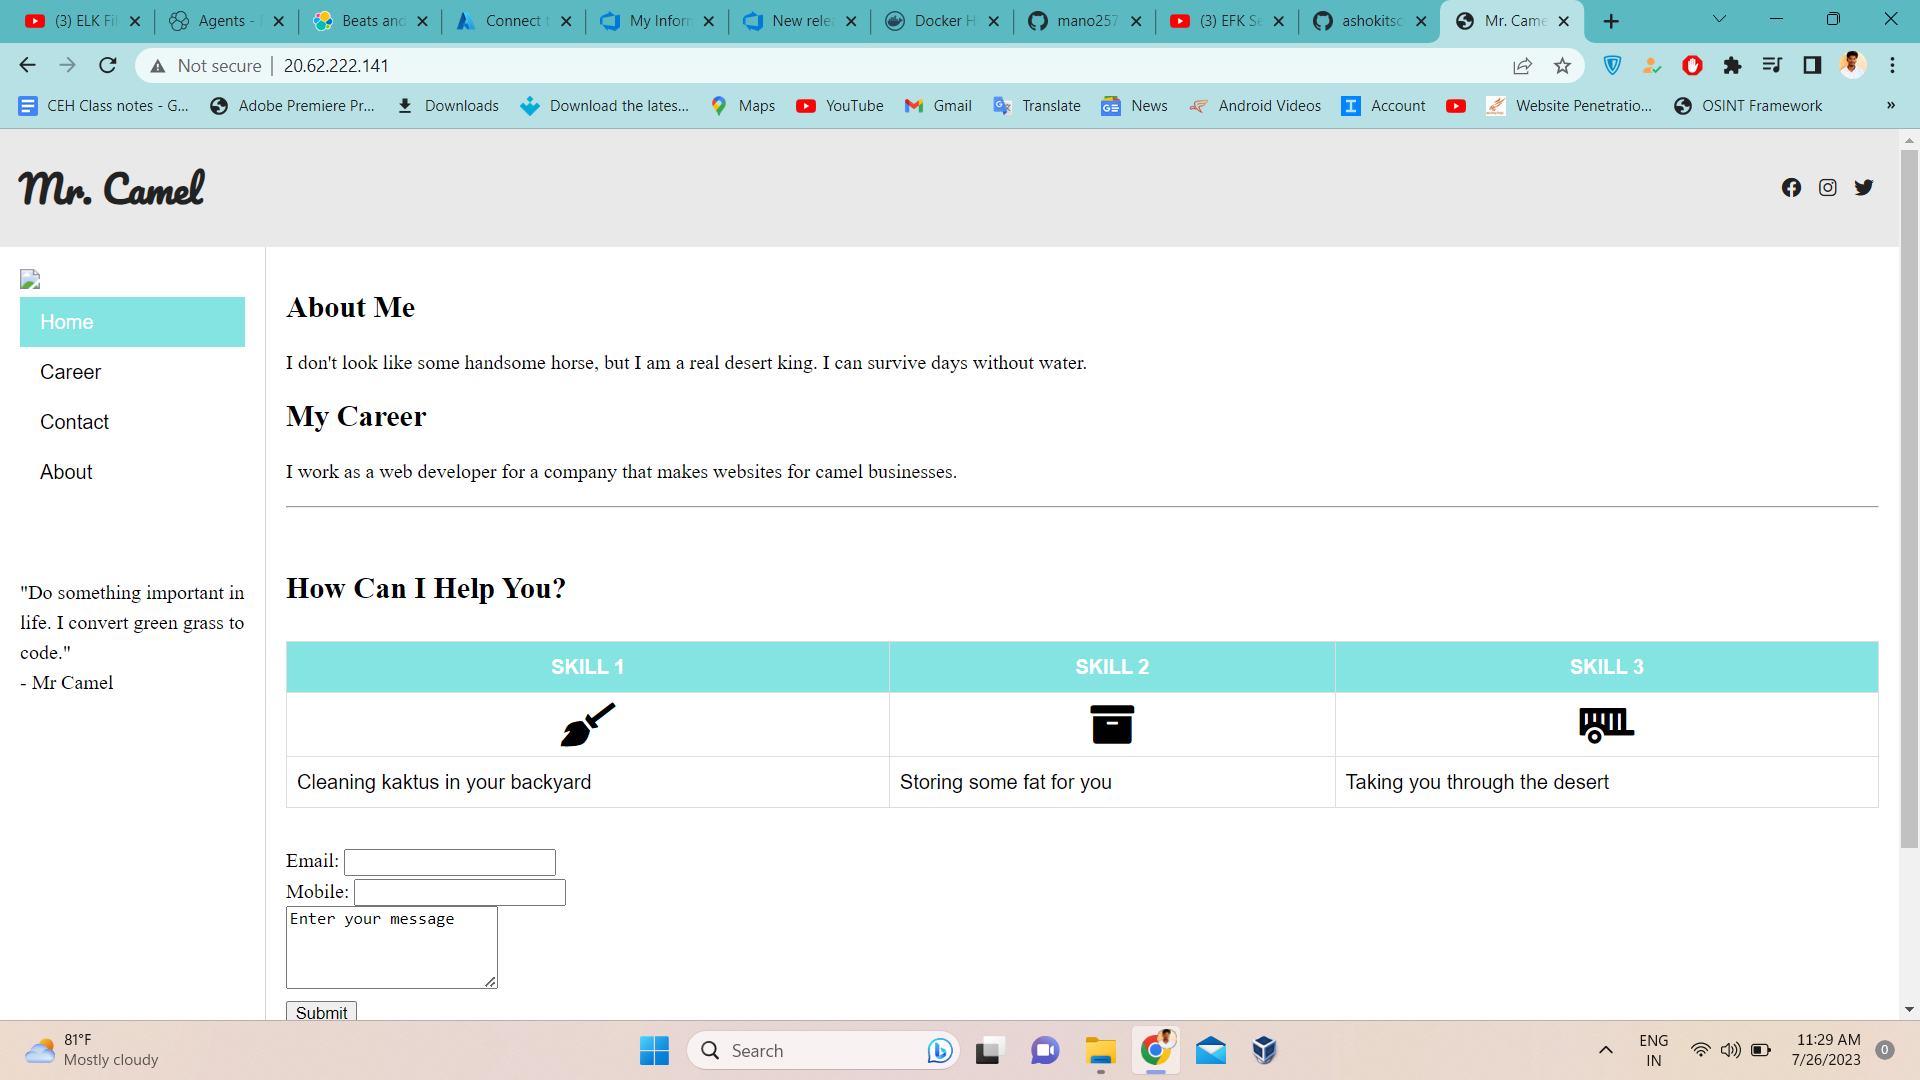 (3) ELK Fil
Agents -
Beats and
Connect t
My Inform
New relea
Docker H
mano257
(3) EFK Se
ashokitsc
Mr. Came
Not secure
20.62.222.141
CEH Class notes - G...
Adobe Premiere Pr...
Downloads
Download the lates...
Maps
YouTube
Gmail
Translate
News
Android Videos
Account
Website Penetratio...
OSINT Framework
»
Mr. Camel
Home
Career
Contact
About
"Do something important in
life. I convert green grass to
code."
- Mr Camel
About Me
I don't look like some handsome horse, but I am a real desert king. I can survive days without water.
My Career
I work as a web developer for a company that makes websites for camel businesses.
How Can I Help You?
SKILL 1 SKILL 2 SKILL 3
Cleaning kaktus in your backyard Storing some fat for you Taking you through the desert
Email:
Mobile:
Enter your message
Submit
81°F
Mostly cloudy
Search
ENG
IN
11:29 AM
7/26/2023
0